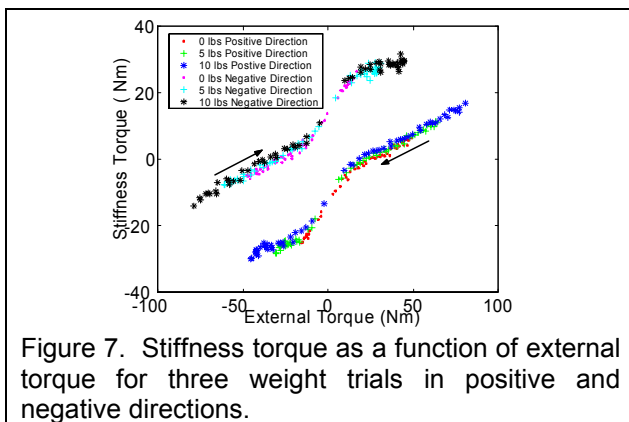 40
20
0
-20
-40
Stiffness Torque ( Nm)
0 lbs Positive Direction
5 lbs Positive Direction
10 lbs Postive Direction
0 lbs Negative Direction
5 lbs Negative Direction
10 lbs Negative Direction
-100 -50 0 50 100
External Torque (Nm)
Figure 7. Stiffness torque as a function of external
torque for three weight trials in positive and
negative directions.